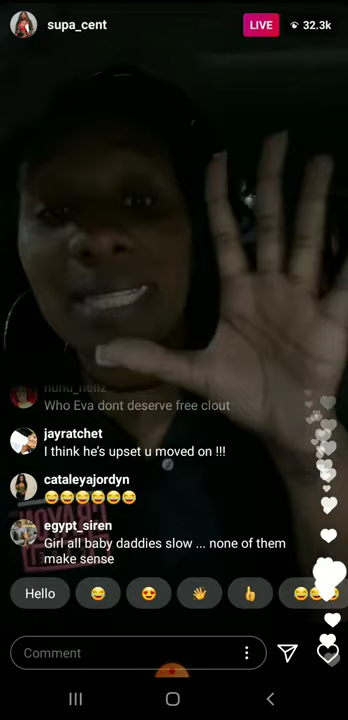 supa_cent
LIVE
32.3k
Who Eva dont deserve free clout
jayratchet
I think he's upset u moved on !!!
cataleyajordyn
😂😂😂😂😂😂
egypt_siren
Girl all baby daddies slow ... none of them
make sense
Hello
Comment